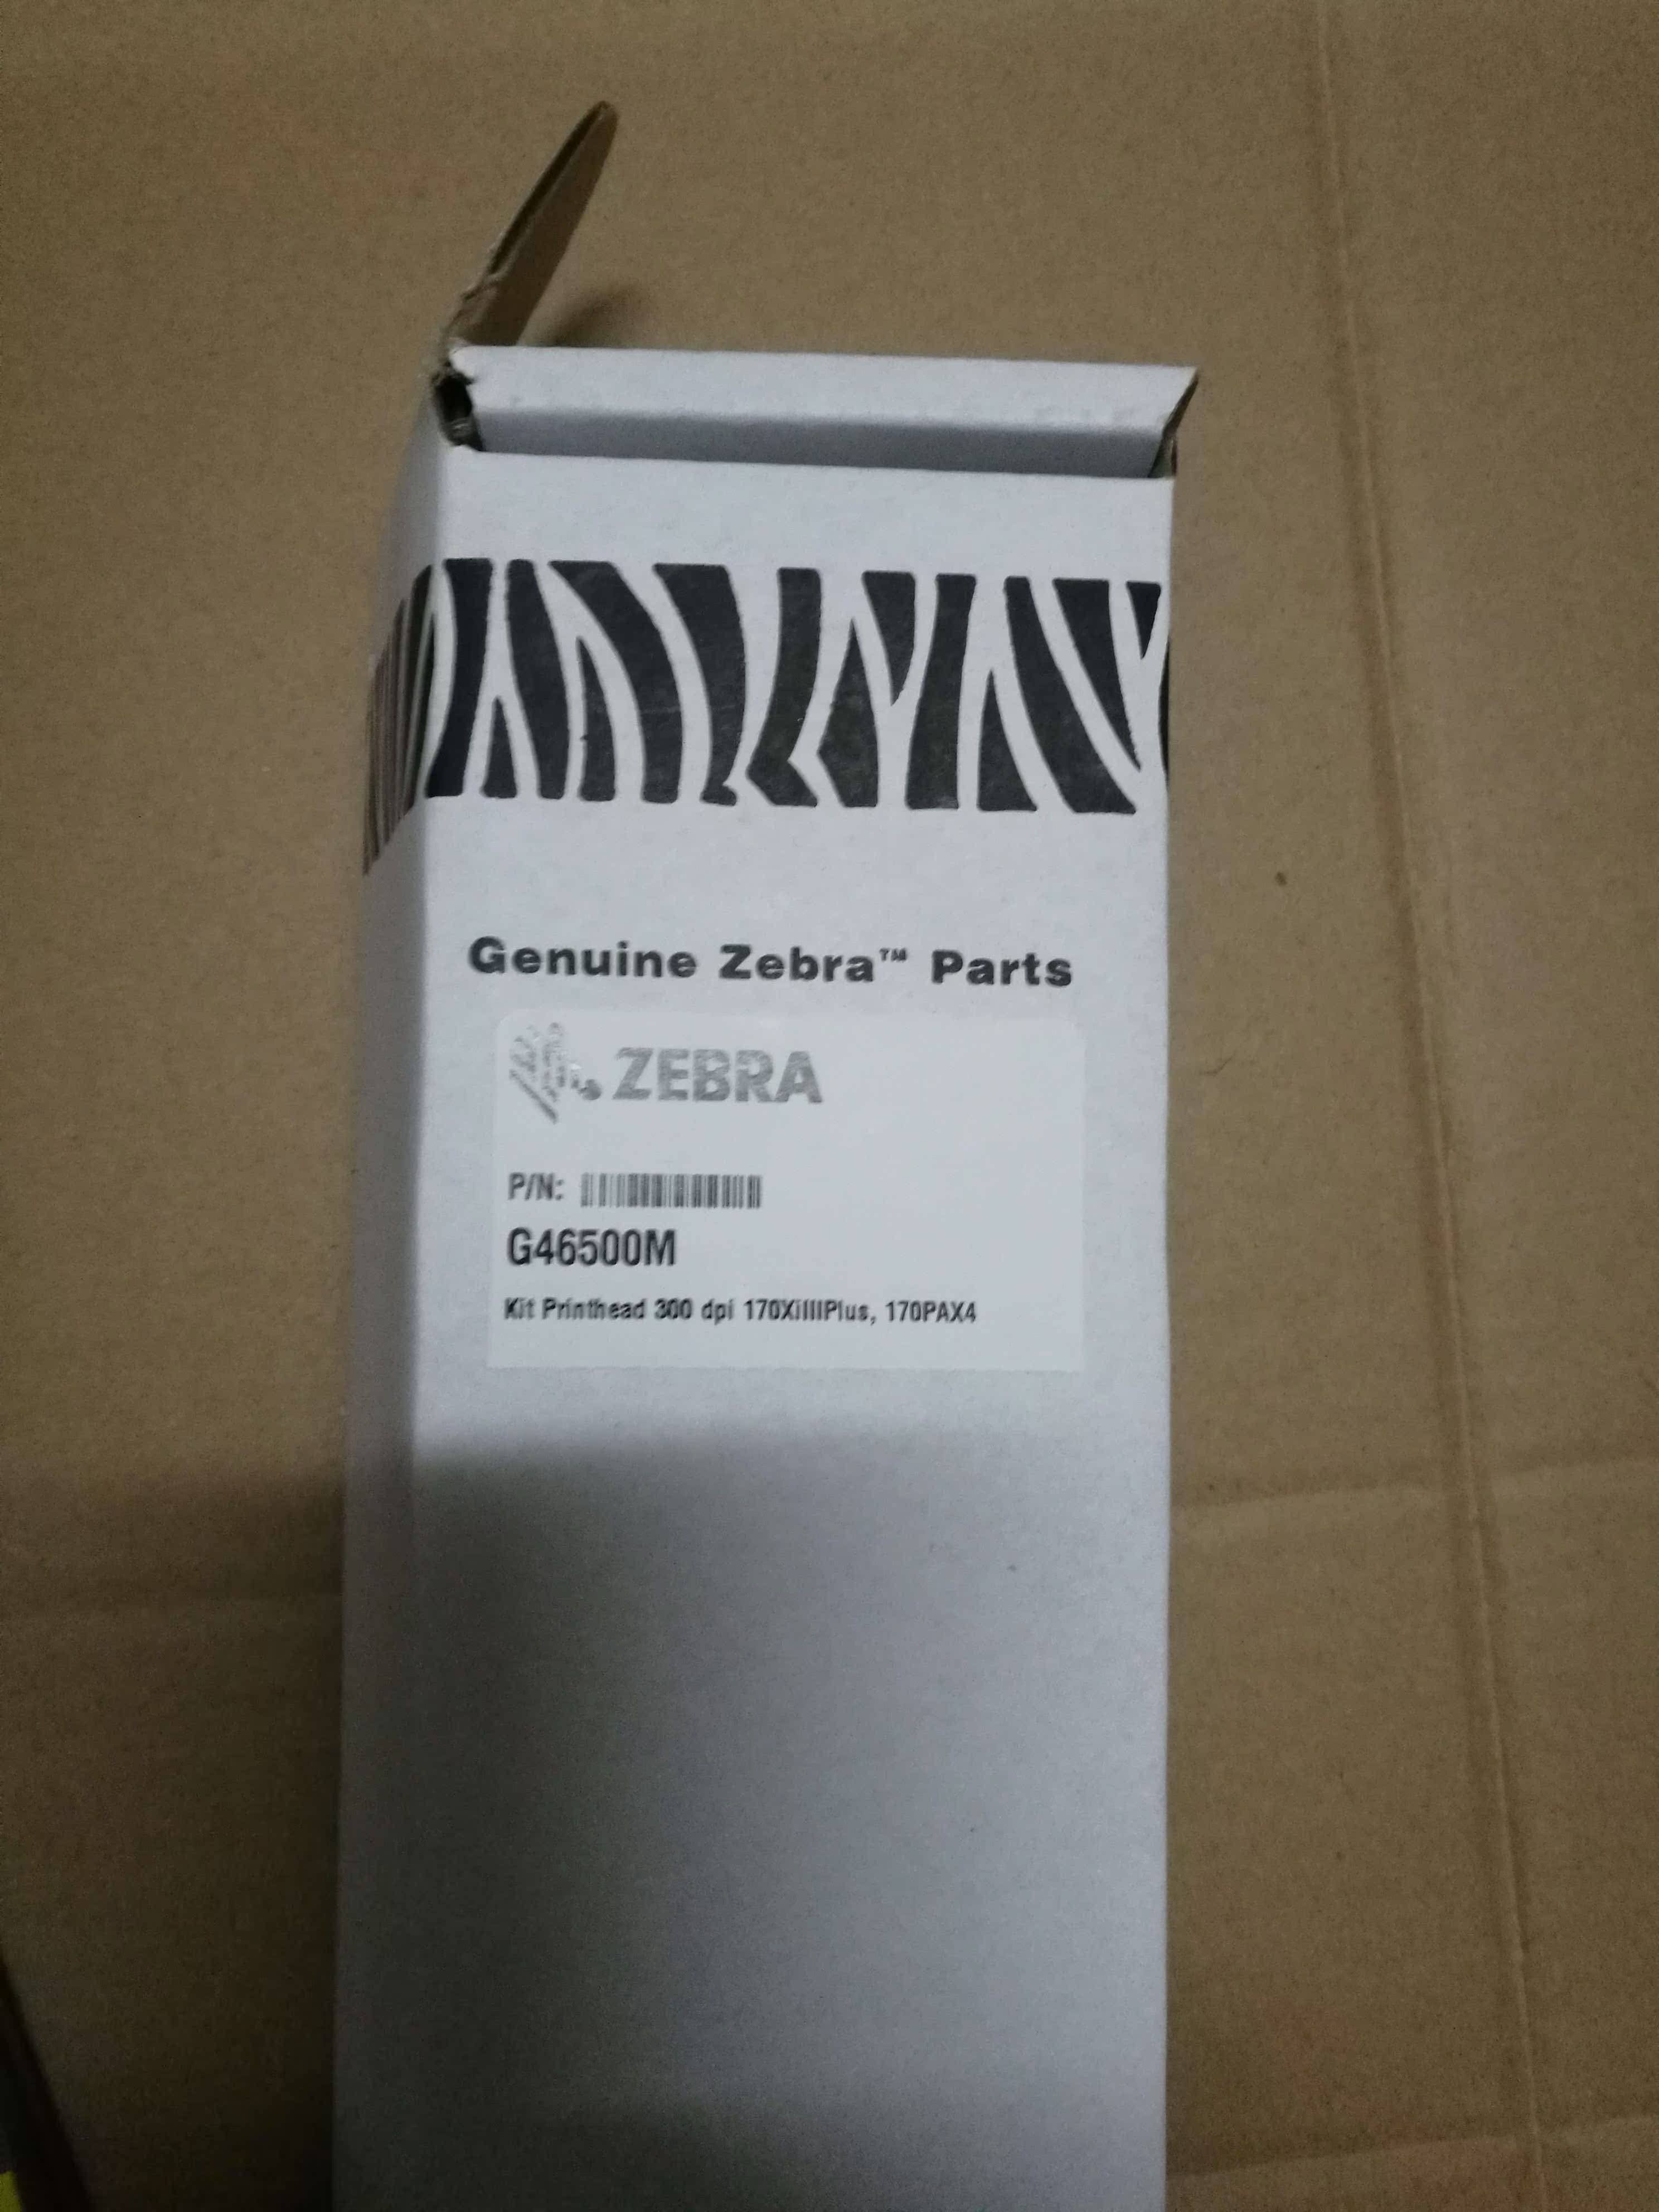 Genuine Zebra™ Parts
ZEBRA
P/N:
G46500M
Kit Printhead 300 dpi 170XiIIIPlus, 170PAX4